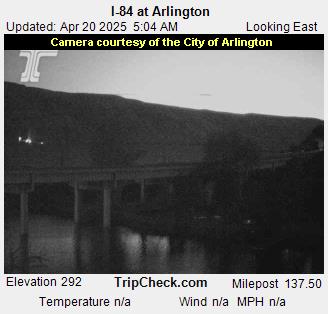 I-84 at Arlington
Updated: Apr 20 2025 5:04 AM Looking East
Camera courtesy of the City of Arlington
Elevation 292 TripCheck.com Milepost 137.50
Temperature n/a Wind n/a MPH n/a